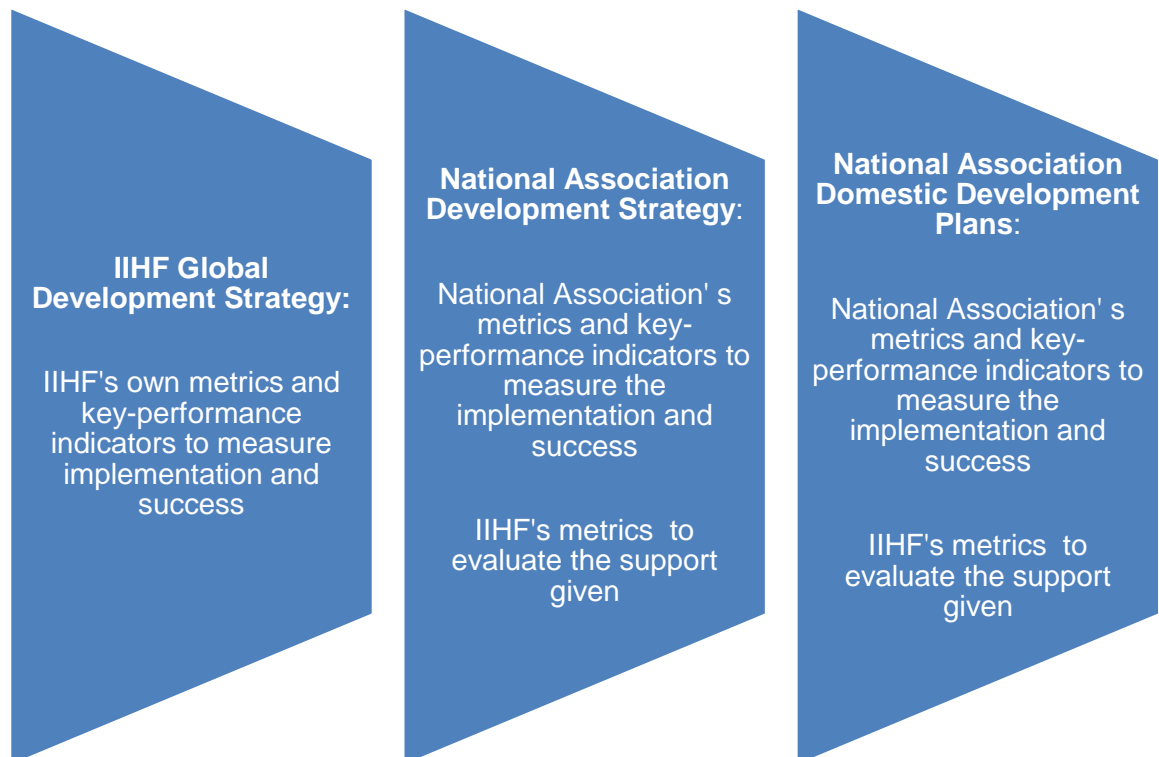 IIHF Global
Development Strategy:
IIHF's own metrics and
key-performance
indicators to measure
implementation and
success
National Association
Development Strategy:
National Association' s
metrics and key-
performance indicators to
measure the
implementation and
success
IIHF's metrics  to
evaluate the support
given
National Association
Domestic Development
Plans:
National Association' s
metrics and key-
performance indicators to
measure the
implementation and
success
IIHF's metrics  to
evaluate the support
given